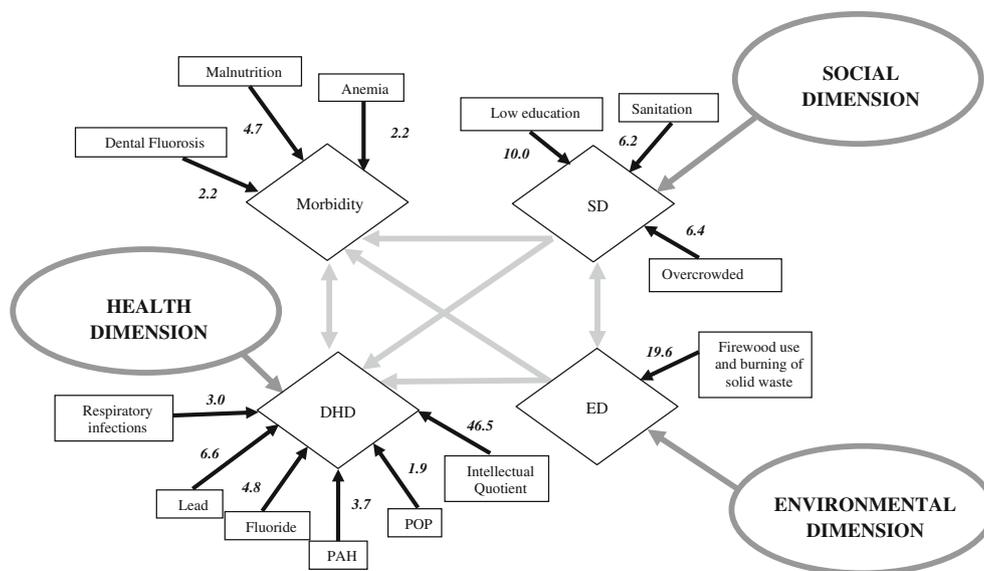 Malnutrition
Anemia
Dental Fluorosis
4.7
2.2
2.2
Morbidity
Low education
Sanitation
10.0
6.2
SD
6.4
Overcrowded
SOCIAL
DIMENSION
HEALTH
DIMENSION
DHD
Respiratory
infections
3.0
6.6
Lead
4.8
Fluoride
3.7
PAH
1.9
POP
46.5
Intellectual
Quotient
ED
19.6
Firewood use
and burning of
solid waste
ENVIRONMENTAL
DIMENSION